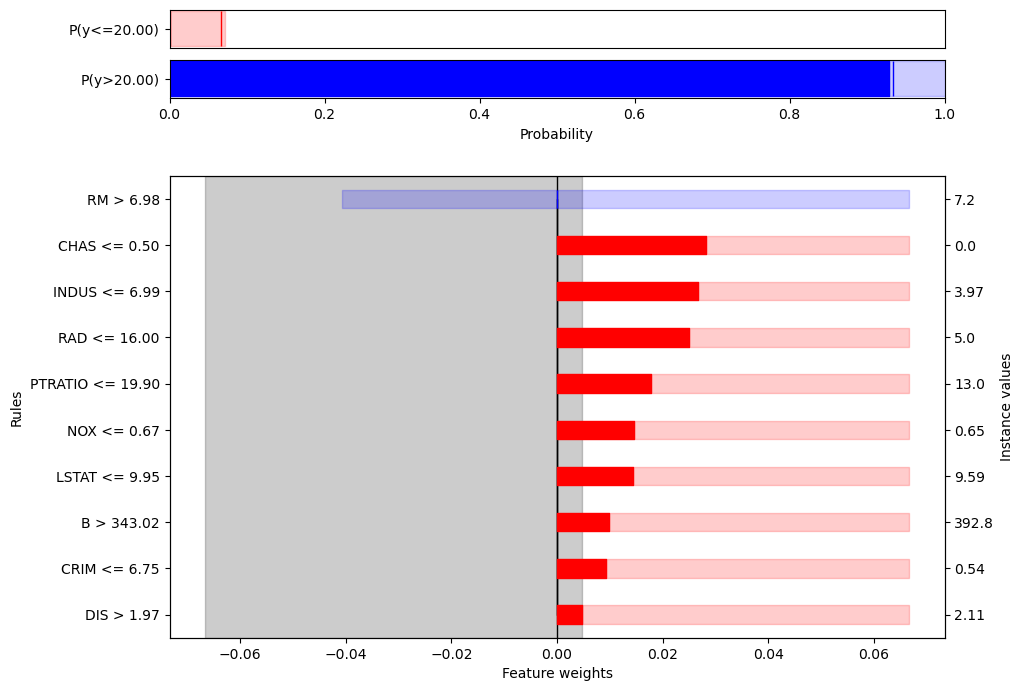 P(y<=20.00)
P(y>20.00)
0.0 0.2 0.4 0.6 0.8 1.0
Probability
RM > 6.98 7.2
CHAS <= 0.50 0.0
INDUS <= 6.99 3.97
RAD <= 16.00 5.0
PTRATIO <= 19.90 13.0
NOX <= 0.67 0.65
LSTAT <= 9.95 9.59
B > 343.02 392.8
CRIM <= 6.75 0.54
DIS > 1.97 2.11
Rules
Instance values
−0.06 −0.04 −0.02 0.00 0.02 0.04 0.06
Feature weights